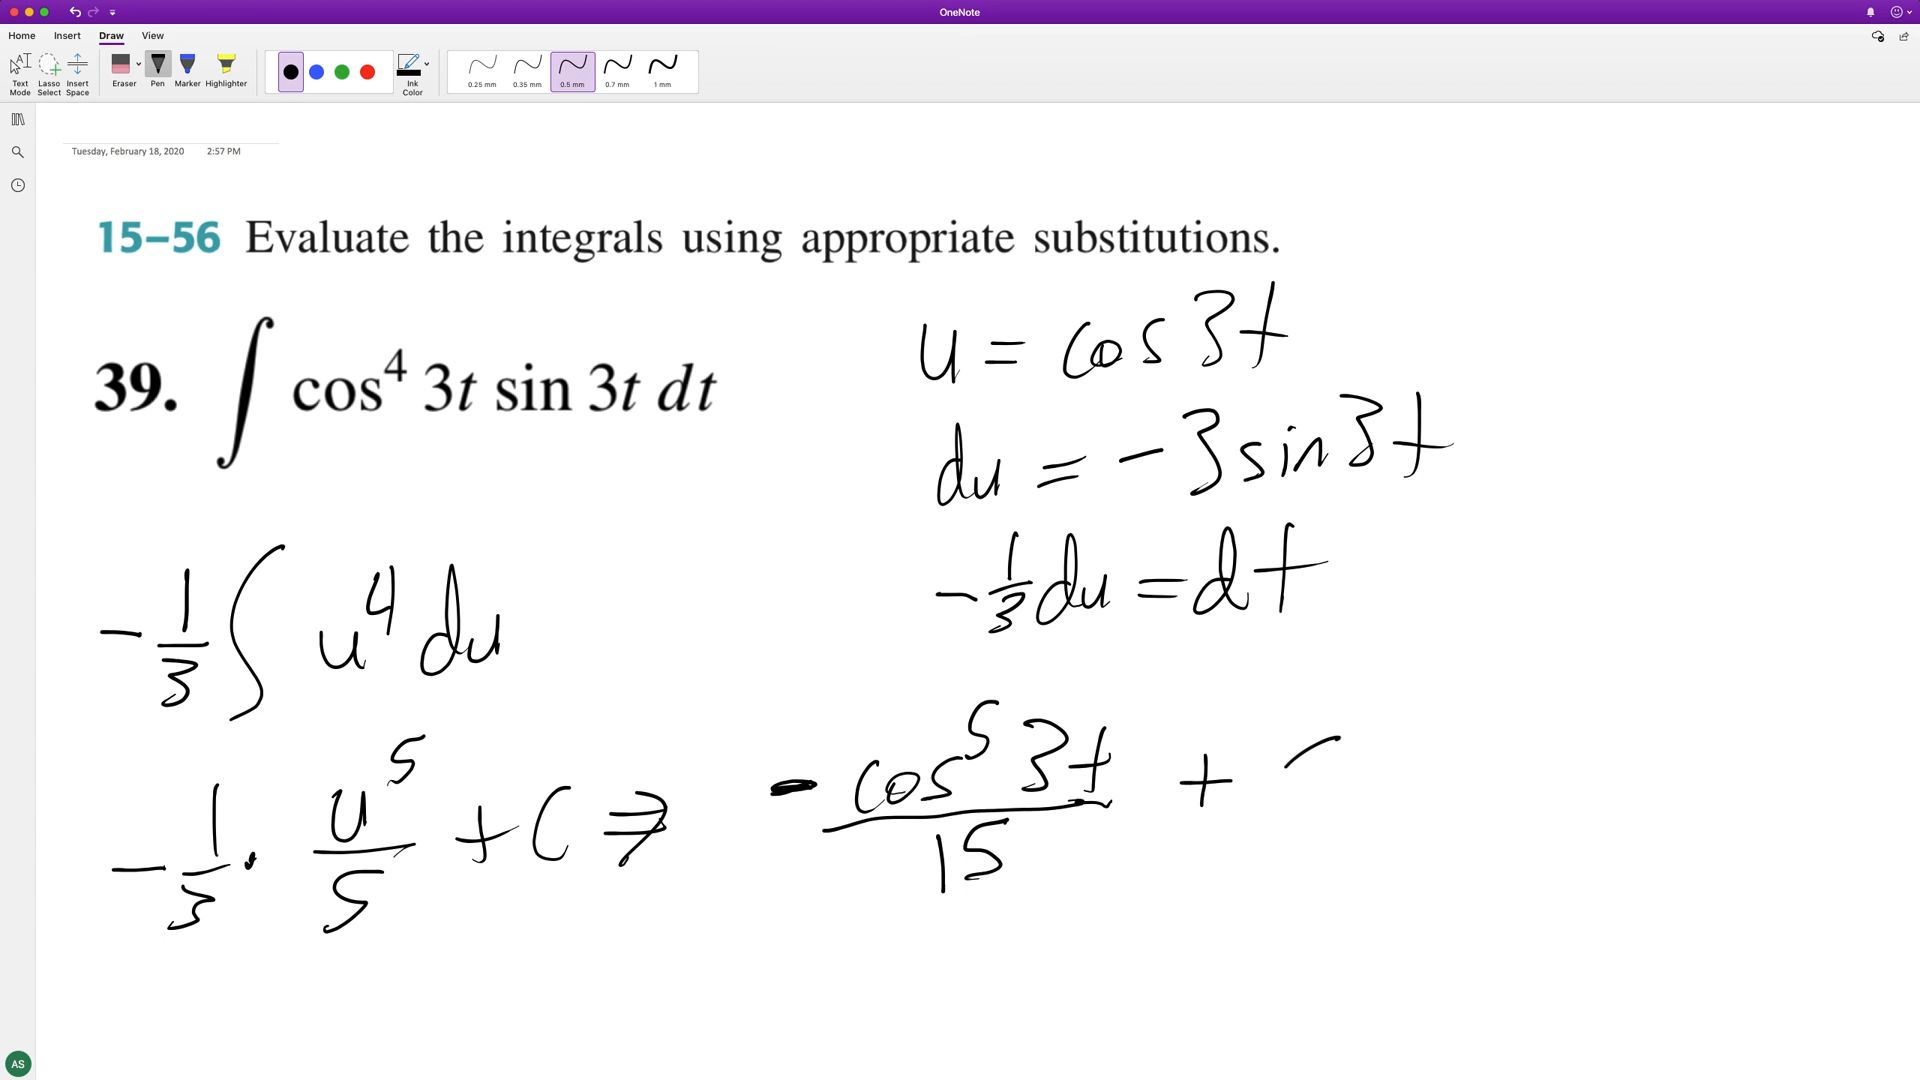 OneNote
Home Insert Draw View
Text Mode Lasso Select Insert Space Eraser Pen Marker Highlighter Ink Color 0.25 mm 0.35 mm 0.5 mm 0.7 mm 1 mm
Tuesday, February 18, 2020 2:57 PM
15–56 Evaluate the integrals using appropriate substitutions.
39. ∫ cos⁴ 3t sin 3t dt
u = cos 3t
du = -3 sin 3t
-1/3 du = dt
-1/3 ∫ u⁴ du
-1/3 · u⁵/5 + C ⇒ -cos⁵ 3t/15 +
AS